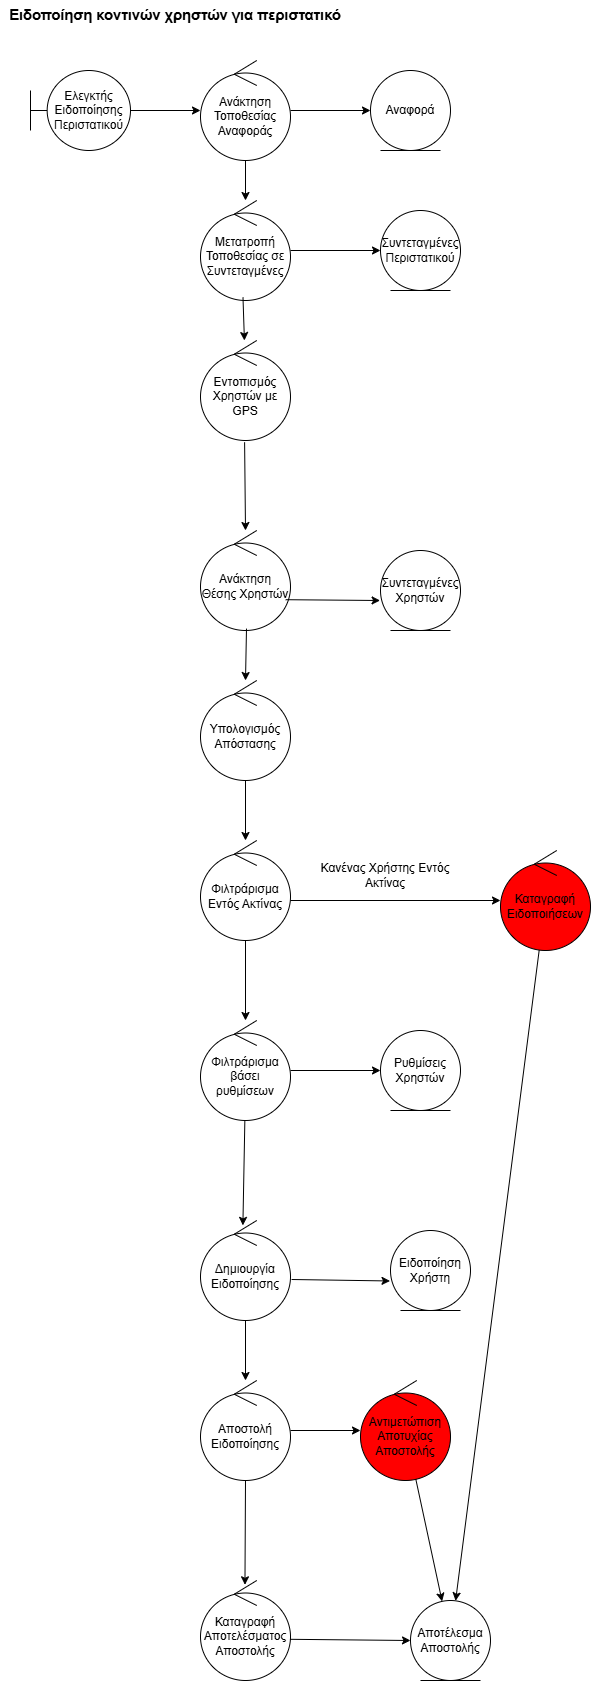 Ειδοποίηση κοντινών χρηστών για περιστατικό
Ελεγκτής
Ειδοποίησης
Περιστατικού
Ανάκτηση
Τοποθεσίας
Αναφοράς
Αναφορά
Μετατροπή
Τοποθεσίας σε
Συντεταγμένες
Συντεταγμένες
Περιστατικού
Εντοπισμός
Χρηστών με
GPS
Ανάκτηση
Θέσης Χρηστών
Συντεταγμένες
Χρηστών
Υπολογισμός
Απόστασης
Φιλτράρισμα
Εντός Ακτίνας
Κανένας Χρήστης Εντός
Ακτίνας
Καταγραφή
Ειδοποιήσεων
Φιλτράρισμα
βάσει
ρυθμίσεων
Ρυθμίσεις
Χρηστών
Δημιουργία
Ειδοποίησης
Ειδοποίηση
Χρήστη
Αποστολή
Ειδοποίησης
Αντιμετώπιση
Αποτυχίας
Αποστολής
Καταγραφή
Αποτελέσματος
Αποστολής
Αποτέλεσμα
Αποστολής